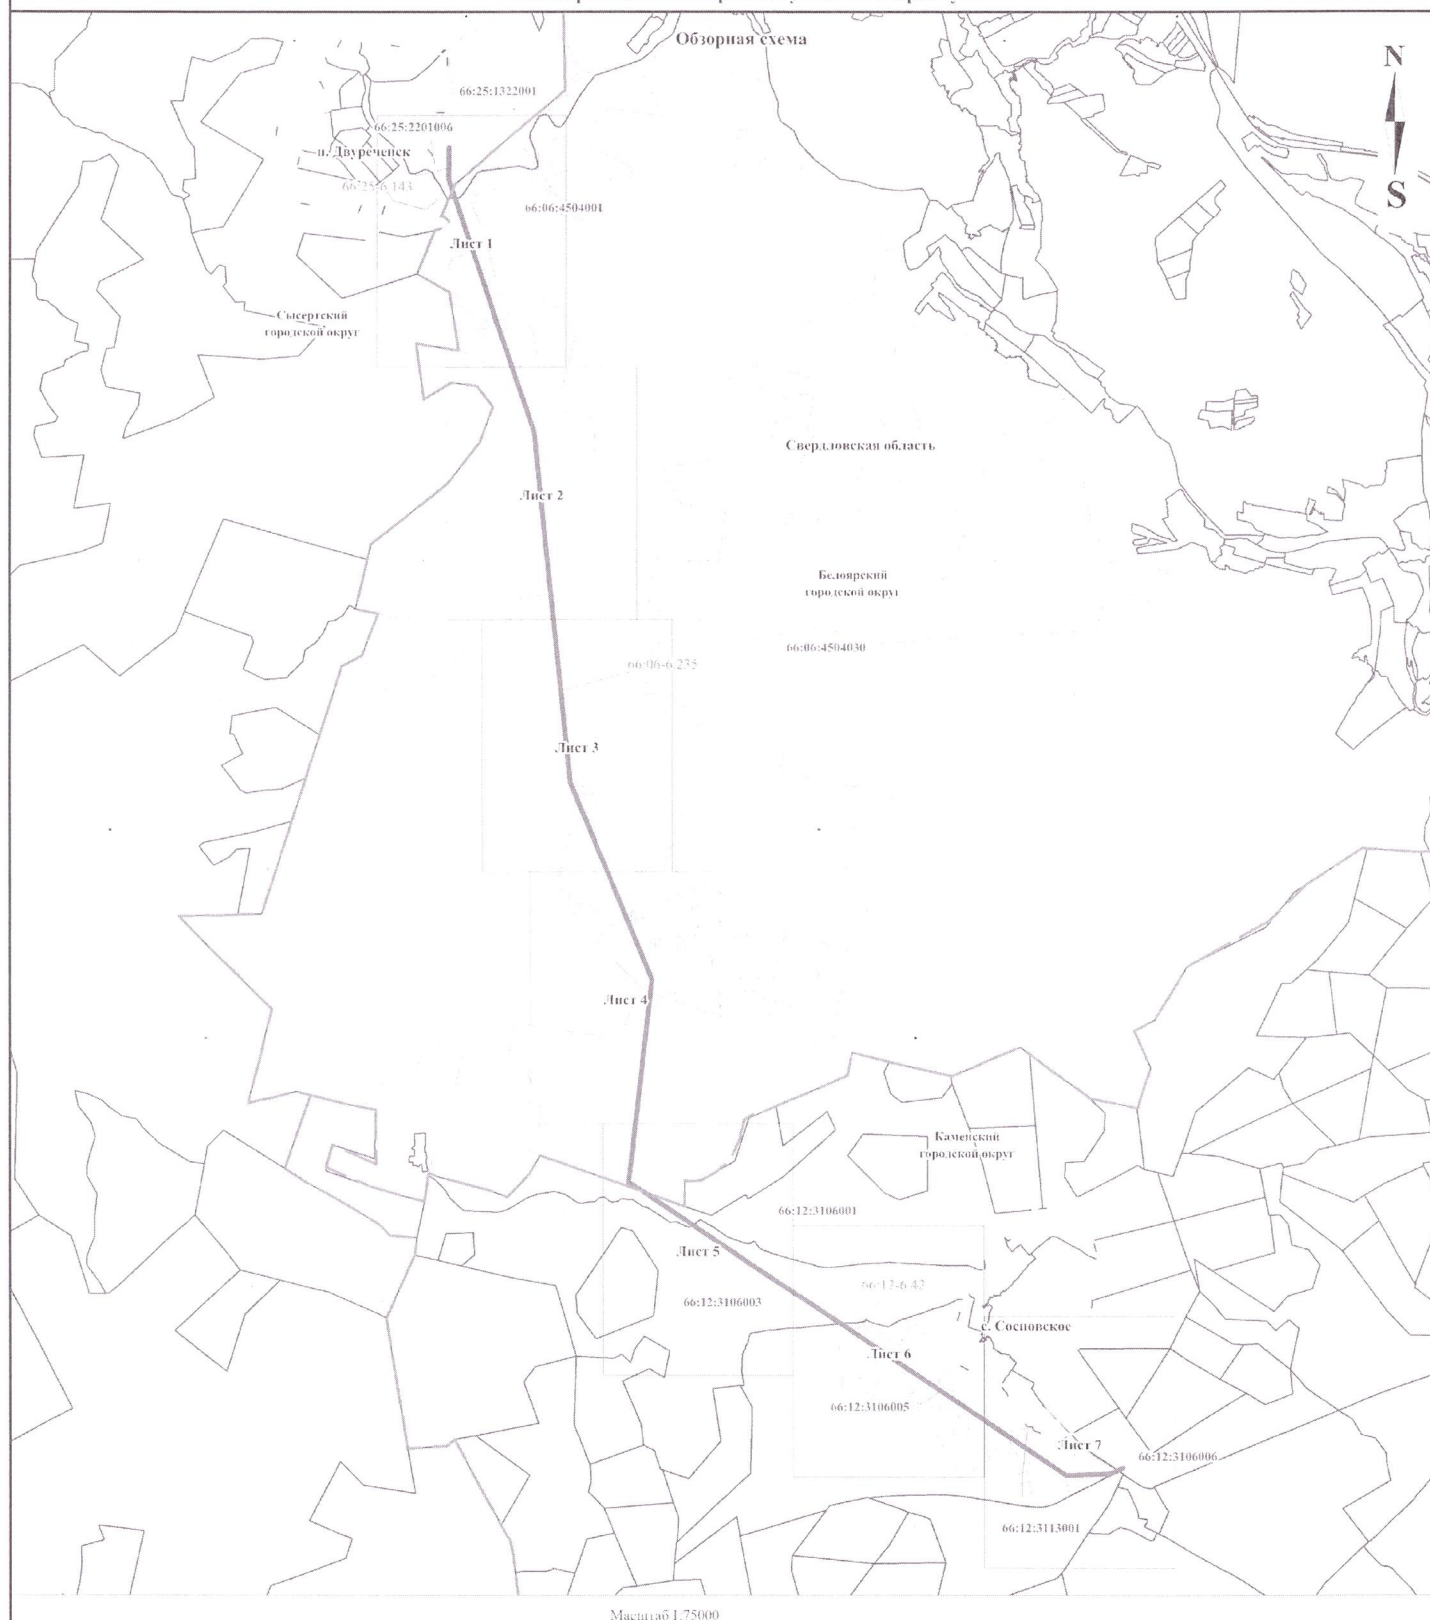 Обзорная схема
N
S
66:25:1322001
66:25:2201006
п. Двуреченск
66:25-6.143
66:06:4504001
Лист 1
Сысертский
городской округ
Свердловская область
Лист 2
Белоярский
городской округ
66:06:4504030
66:06-6.235
Лист 3
Лист 4
Каменский
городской округ
66:12:3106001
Лист 5
66:12-6.42
66:12:3106003
с. Сосновское
Лист 6
66:12:3106005
Лист 7
66:12:3106006
66:12:3113001
Масштаб 1:75000